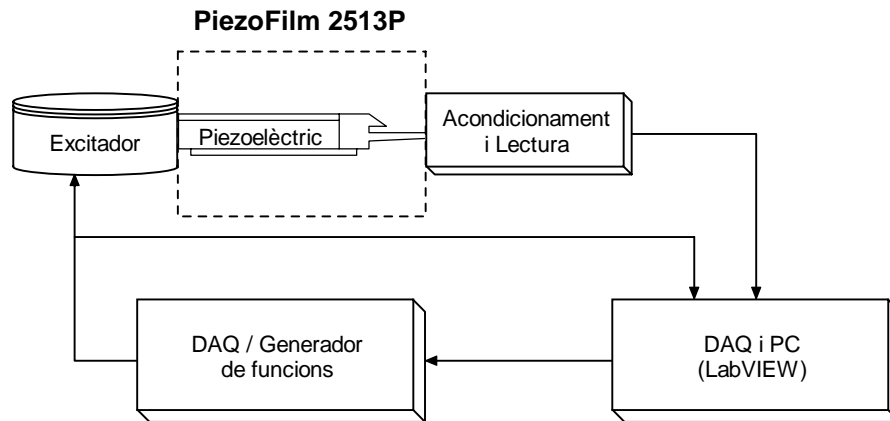 PiezoFilm 2513P
Excitador
Piezoelèctric
Acondicionament
i Lectura
DAQ / Generador
de funcions
DAQ i PC
(LabVIEW)